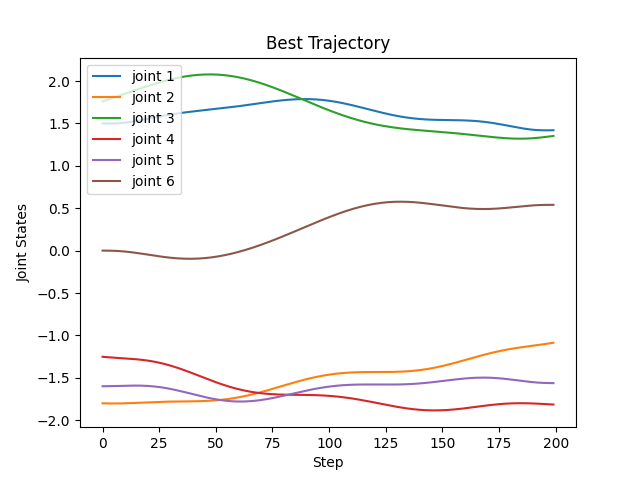 Best Trajectory
joint 1
joint 2
joint 3
joint 4
joint 5
joint 6
2.0
1.5
1.0
0.5
0.0
−0.5
−1.0
−1.5
−2.0
Joint States
0
25
50
75
100
125
150
175
200
Step